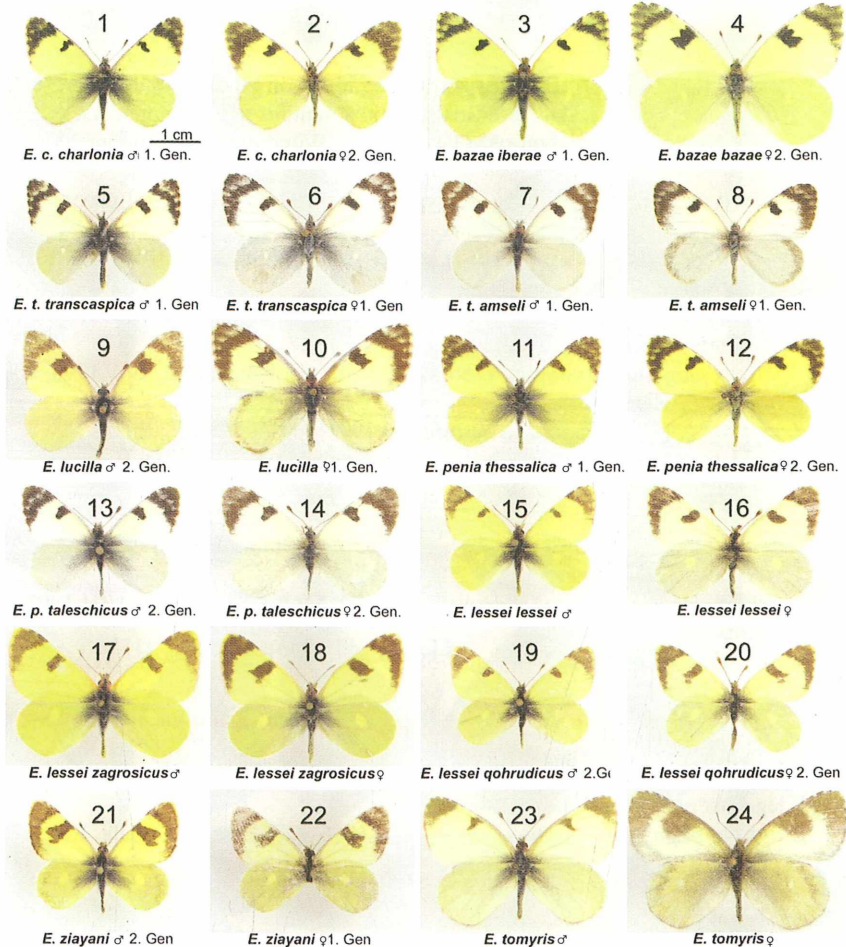 1 2 3 4
1 cm
E. c. charlonia ♂ 1. Gen. E. c. charlonia ♀ 2. Gen. E. bazae iberae ♂ 1. Gen. E. bazae bazae ♀ 2. Gen.
5 6 7 8
E. t. transcaspica ♂ 1. Gen E. t. transcaspica ♀ 1. Gen E. t. amseli ♂ 1. Gen. E. t. amseli ♀ 1. Gen.
9 10 11 12
E. lucilla ♂ 2. Gen. E. lucilla ♀ 1. Gen. E. penia thessalica ♂ 1. Gen. E. penia thessalica ♀ 2. Gen.
13 14 15 16
E. p. taleschicus ♂ 2. Gen. E. p. taleschicus ♀ 2. Gen. E. lessei lessei ♂ E. lessei lessei ♀
17 18 19 20
E. lessei zagrosicus ♂ E. lessei zagrosicus ♀ E. lessei qohrudicus ♂ 2.Ge E. lessei qohrudicus ♀ 2. Gen
21 22 23 24
E. ziayani ♂ 2. Gen E. ziayani ♀ 1. Gen E. tomyris ♂ E. tomyris ♀